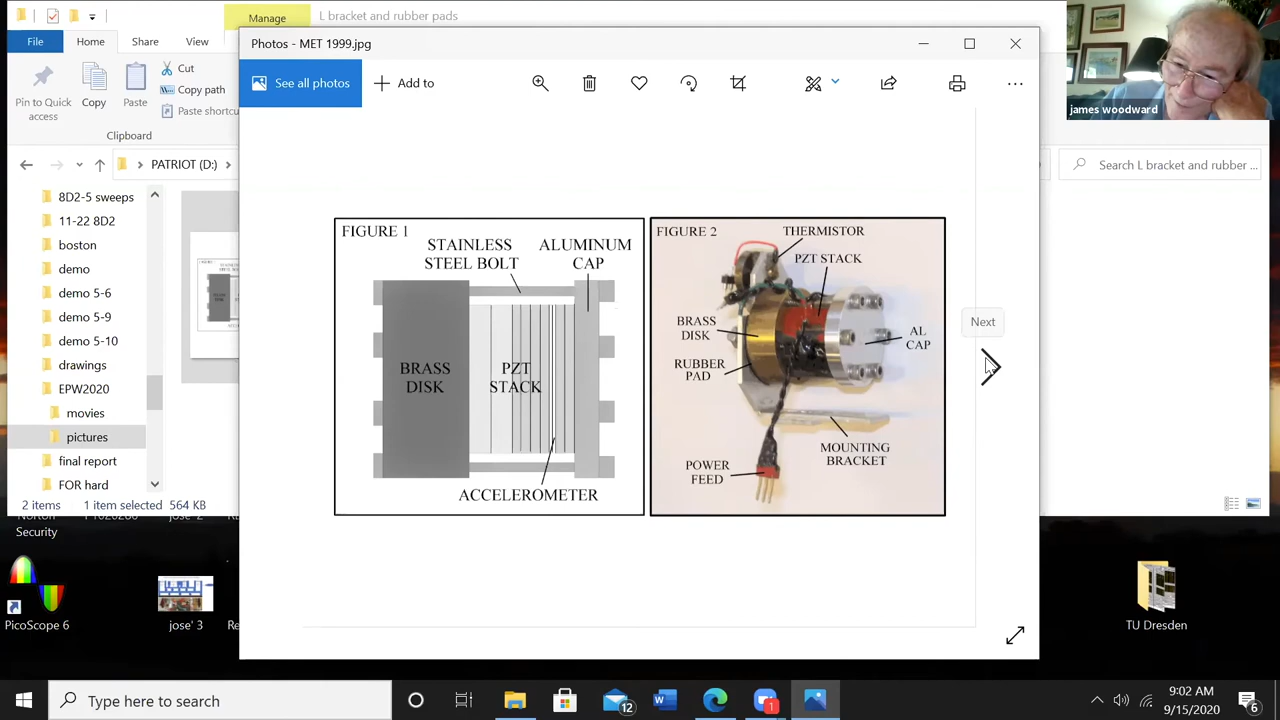 Manage
L bracket and rubber pads
File
Home
Share
View
Photos - MET 1999.jpg
james woodward
Pin to Quick
access
Copy
Paste
Cut
Copy path
Paste shortcu
Clipboard
See all photos
Add to
PATRIOT (D:)
Search L bracket and rubber ...
8D2-5 sweeps
11-22 8D2
boston
demo
demo 5-6
demo 5-9
demo 5-10
drawings
EPW2020
movies
pictures
final report
FOR hard
2 items
1 item selected
564 KB
FIGURE 1
STAINLESS
STEEL BOLT
ALUMINUM
CAP
BRASS
DISK
PZT
STACK
ACCELEROMETER
FIGURE 2
THERMISTOR
PZT STACK
BRASS
DISK
RUBBER
PAD
AL
CAP
MOUNTING
BRACKET
POWER
FEED
Next
Security
PicoScope 6
jose' 3
TU Dresden
Type here to search
12
1
9:02 AM
9/15/2020
6